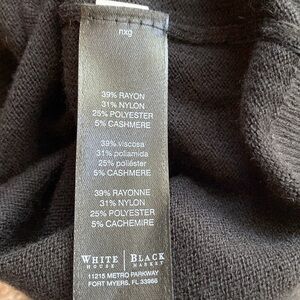 nxg
39% RAYON
31% NYLON
25% POLYESTER
5% CASHMERE
39% viscosa
31% poliamida
25% poliéster
5% CASHMERE
39% RAYONNE
31% NYLON
25% POLYESTER
5% CACHEMIRE
WHITE | BLACK
HOUSE | MARKET
11215 METRO PARKWAY
FORT MYERS, FL 33966